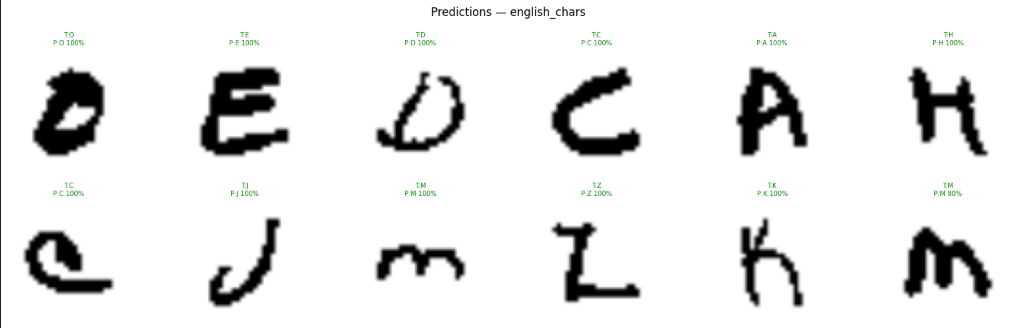 Predictions — english_chars
T:O T:E T:D T:C T:A T:H
P:O 100% P:E 100% P:D 100% P:C 100% P:A 100% P:H 100%
O E D C A H
T:C T:J T:M T:Z T:K T:M
P:C 100% P:J 100% P:M 100% P:Z 100% P:K 100% P:M 80%
C J M Z K M